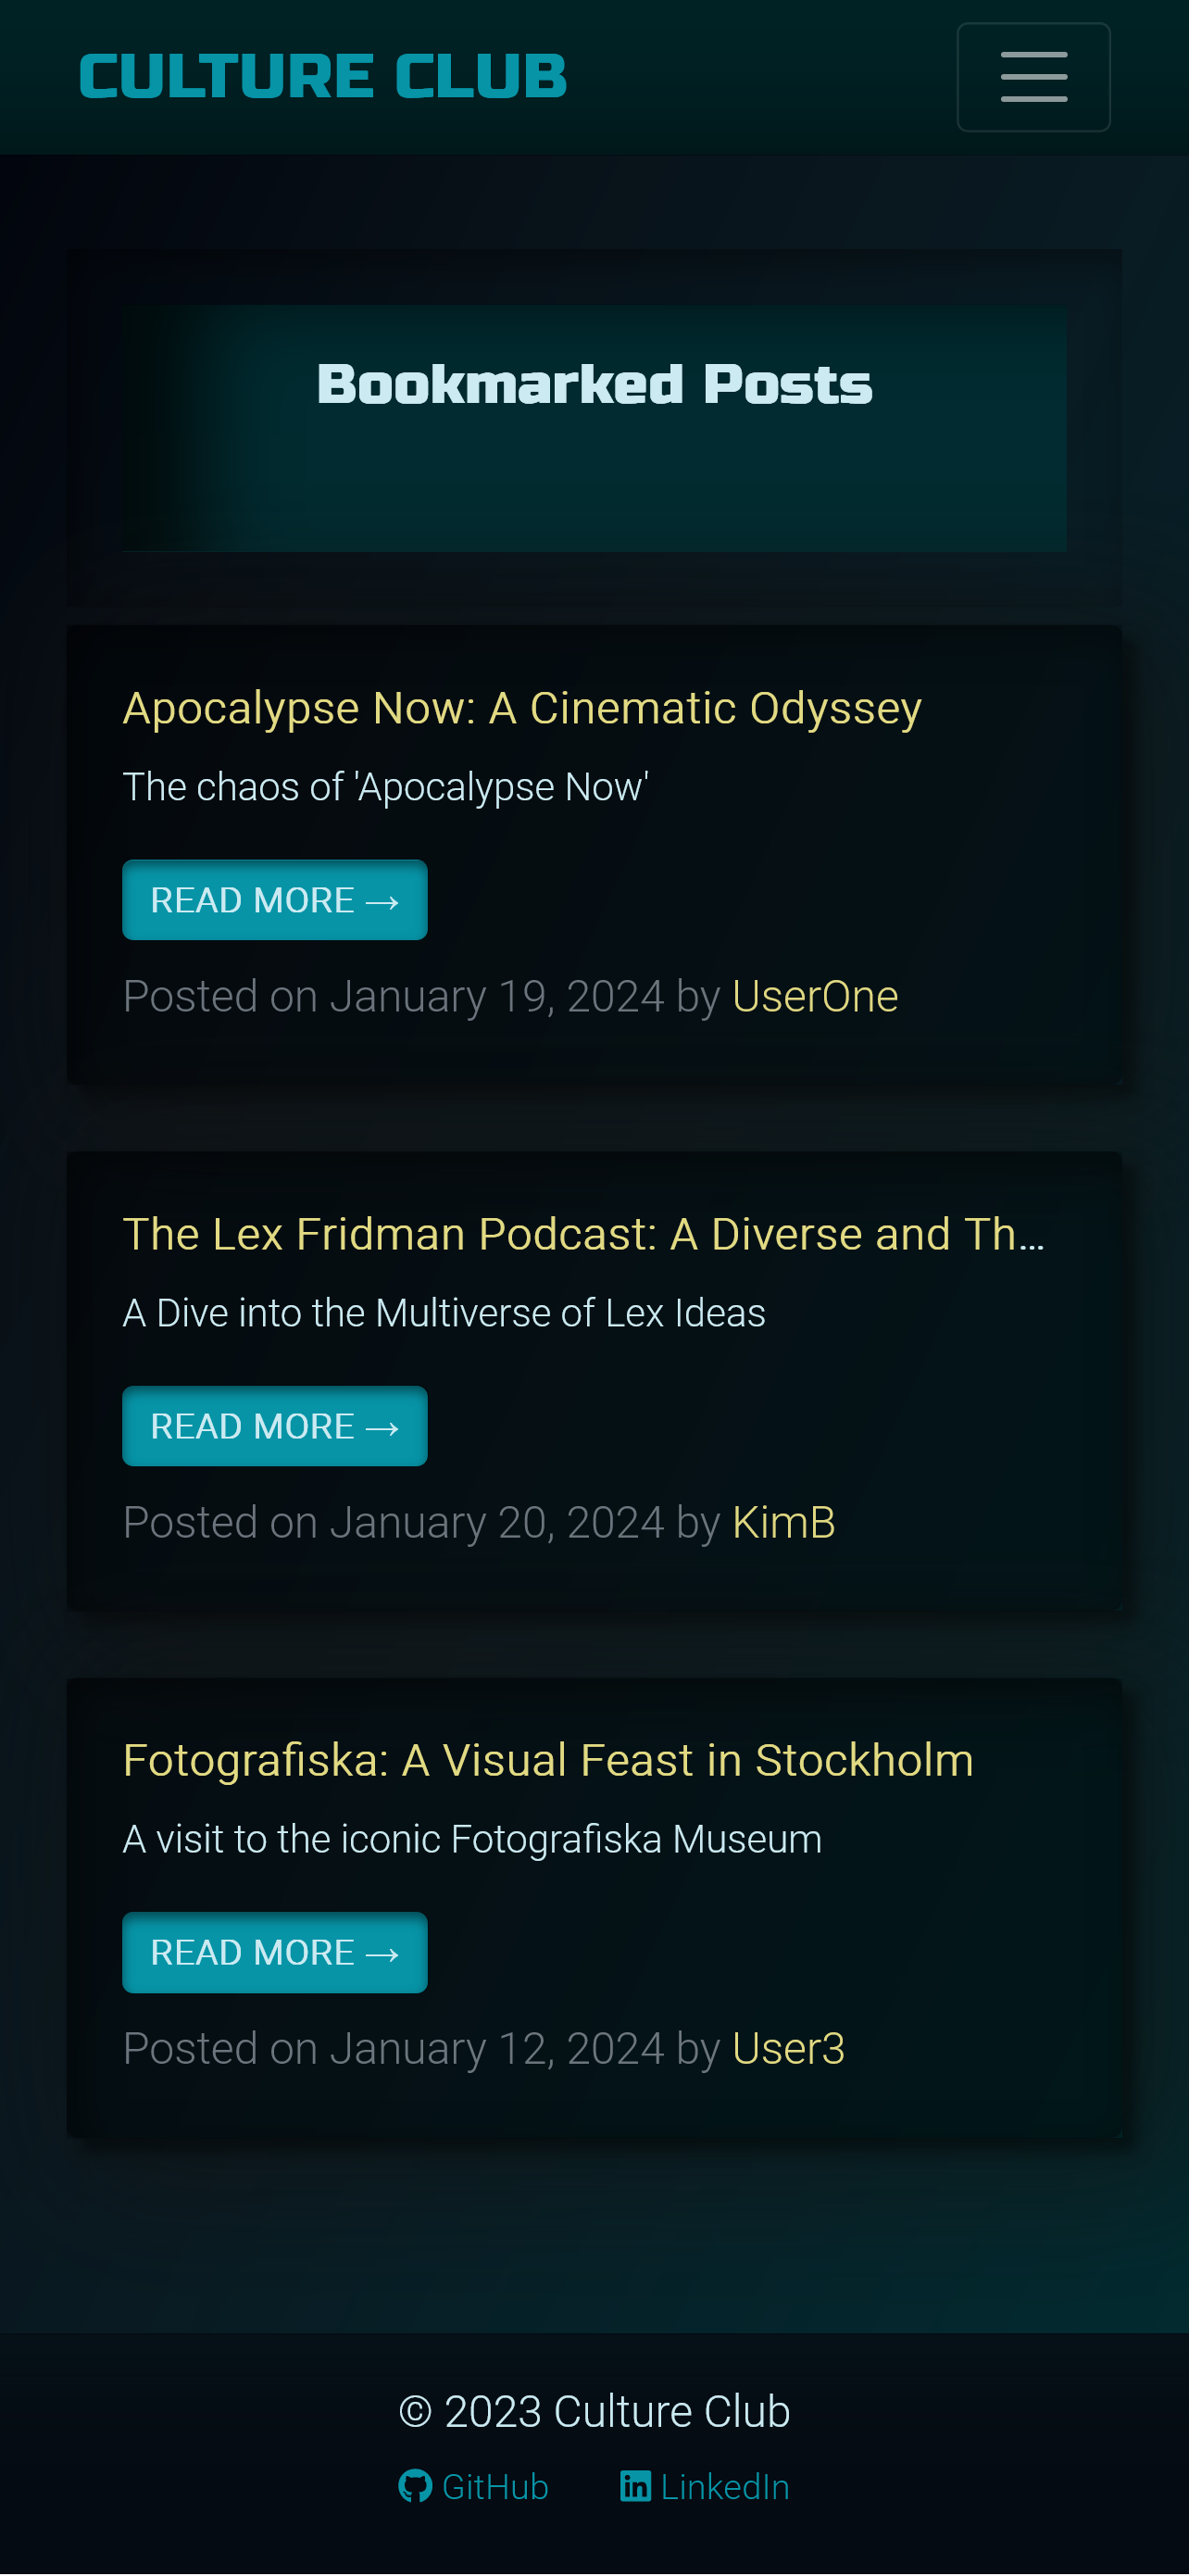 CULTURE CLUB
Bookmarked Posts
Apocalypse Now: A Cinematic Odyssey
The chaos of 'Apocalypse Now'
READ MORE →
Posted on January 19, 2024 by UserOne
The Lex Fridman Podcast: A Diverse and Th...
A Dive into the Multiverse of Lex Ideas
READ MORE →
Posted on January 20, 2024 by KimB
Fotografiska: A Visual Feast in Stockholm
A visit to the iconic Fotografiska Museum
READ MORE →
Posted on January 12, 2024 by User3
© 2023 Culture Club
GitHub LinkedIn